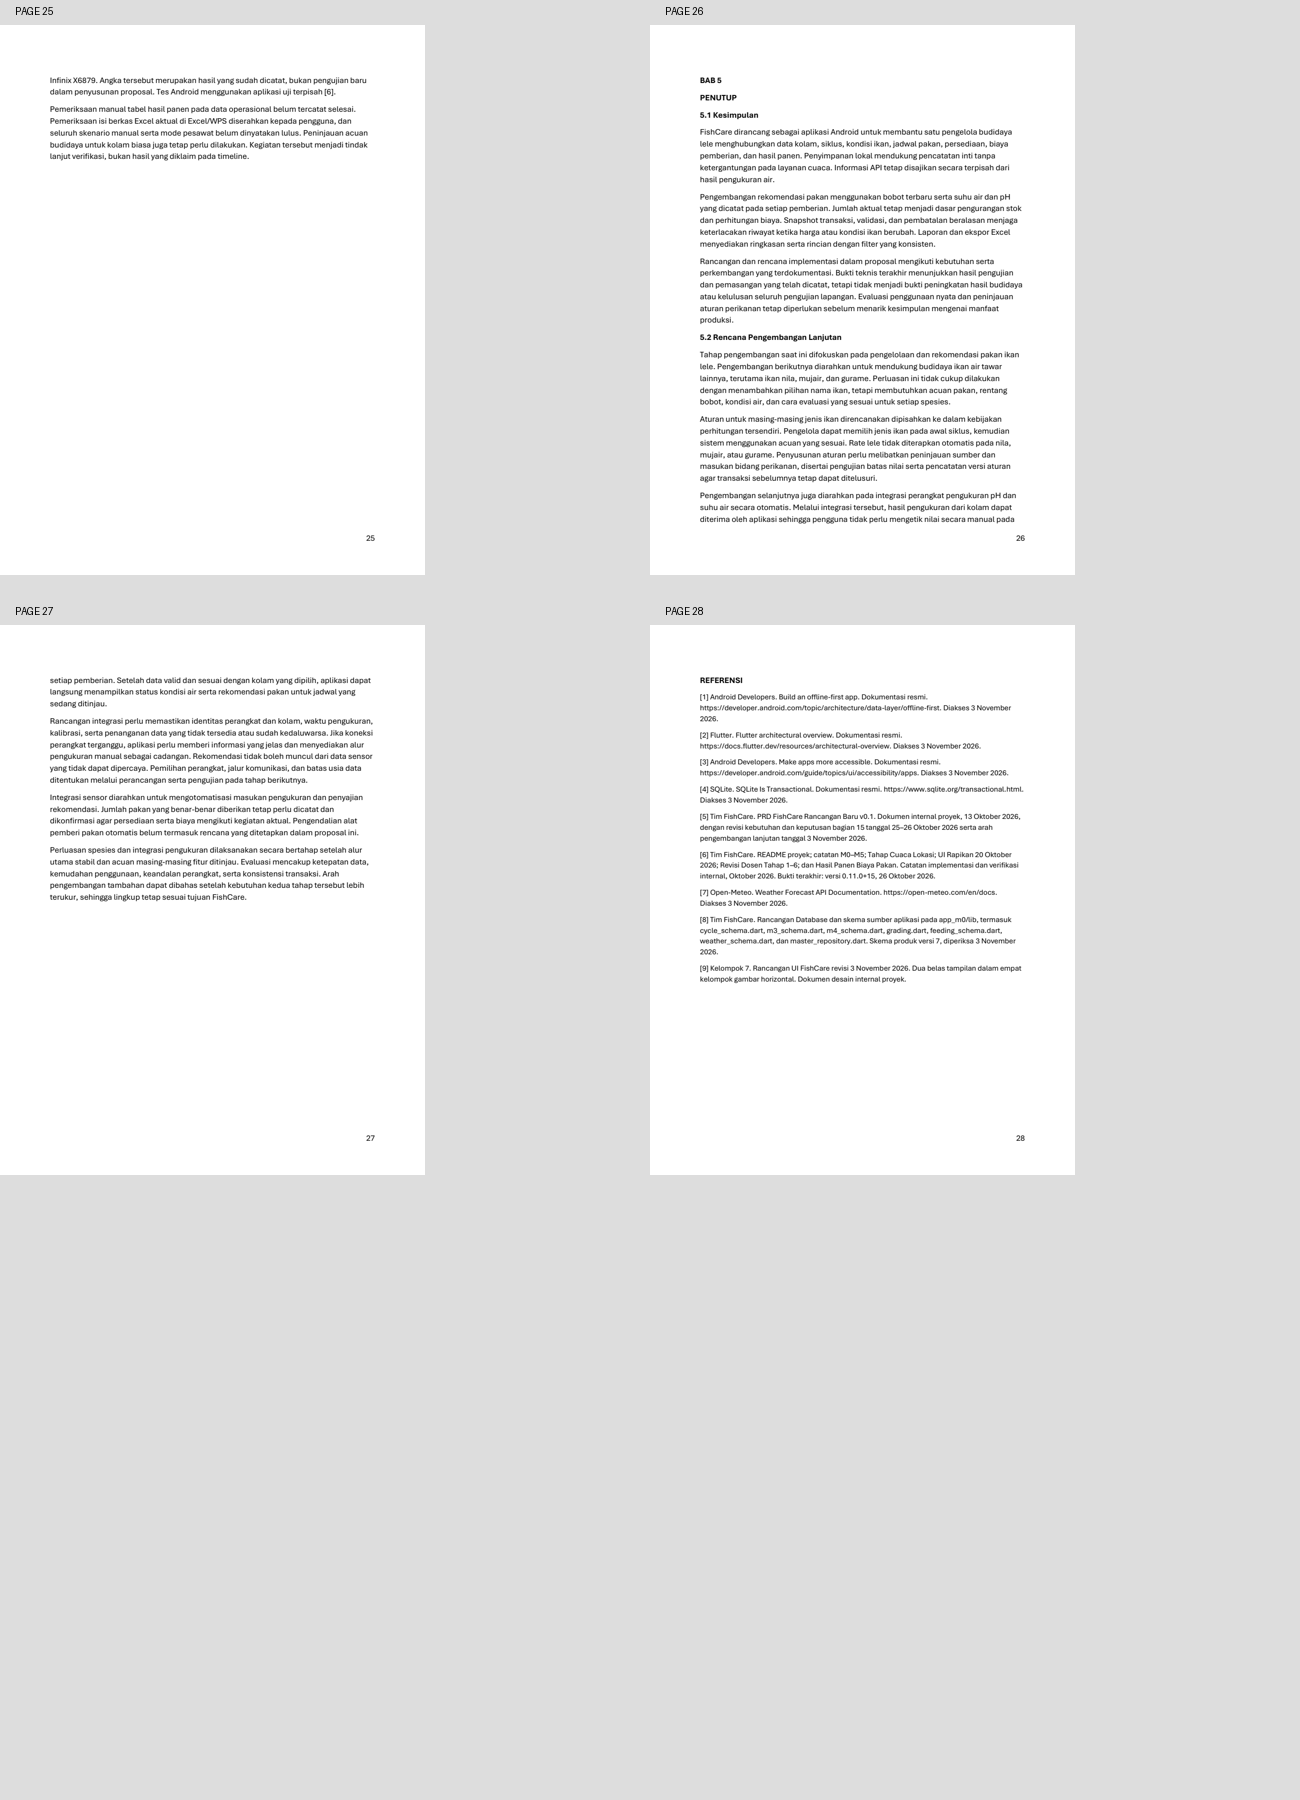 PAGE 25
Infinix X6879. Angka tersebut merupakan hasil yang sudah dicatat, bukan pengujian baru
dalam penyusunan proposal. Tes Android menggunakan aplikasi uji terpisah [6].
Pemeriksaan manual tabel hasil panen pada data operasional belum tercatat selesai.
Pemeriksaan isi berkas Excel aktual di Excel/WPS diserahkan kepada pengguna, dan
seluruh skenario manual serta mode pesawat belum dinyatakan lulus. Peninjauan acuan
budidaya untuk kolam biasa juga tetap perlu dilakukan. Kegiatan tersebut menjadi tindak
lanjut verifikasi, bukan hasil yang diklaim pada timeline.
25
PAGE 26
BAB 5
PENUTUP
5.1 Kesimpulan
FishCare dirancang sebagai aplikasi Android untuk membantu satu pengelola budidaya
lele menghubungkan data kolam, siklus, kondisi ikan, jadwal pakan, persediaan, biaya
pemberian, dan hasil panen. Penyimpanan lokal mendukung pencatatan inti tanpa
ketergantungan pada layanan cuaca. Informasi API tetap disajikan secara terpisah dari
hasil pengukuran air.
Pengembangan rekomendasi pakan menggunakan bobot terbaru serta suhu air dan pH
yang dicatat pada setiap pemberian. Jumlah aktual tetap menjadi dasar pengurangan stok
dan perhitungan biaya. Snapshot transaksi, validasi, dan pembatalan beralasan menjaga
keterlacakan riwayat ketika harga atau kondisi ikan berubah. Laporan dan ekspor Excel
menyediakan ringkasan serta rincian dengan filter yang konsisten.
Rancangan dan rencana implementasi dalam proposal mengikuti kebutuhan serta
perkembangan yang terdokumentasi. Bukti teknis terakhir menunjukkan hasil pengujian
dan pemasangan yang telah dicatat, tetapi tidak menjadi bukti peningkatan hasil budidaya
atau kelulusan seluruh pengujian lapangan. Evaluasi penggunaan nyata dan peninjauan
aturan perikanan tetap diperlukan sebelum menarik kesimpulan mengenai manfaat
produksi.
5.2 Rencana Pengembangan Lanjutan
Tahap pengembangan saat ini difokuskan pada pengelolaan dan rekomendasi pakan ikan
lele. Pengembangan berikutnya diarahkan untuk mendukung budidaya ikan air tawar
lainnya, terutama ikan nila, mujair, dan gurame. Perluasan ini tidak cukup dilakukan
dengan menambahkan pilihan nama ikan, tetapi membutuhkan acuan pakan, rentang
bobot, kondisi air, dan cara evaluasi yang sesuai untuk setiap spesies.
Aturan untuk masing-masing jenis ikan direncanakan dipisahkan ke dalam kebijakan
perhitungan tersendiri. Pengelola dapat memilih jenis ikan pada awal siklus, kemudian
sistem menggunakan acuan yang sesuai. Rate lele tidak diterapkan otomatis pada nila,
mujair, atau gurame. Penyusunan aturan perlu melibatkan peninjauan sumber dan
masukan bidang perikanan, disertai pengujian batas nilai serta pencatatan versi aturan
agar transaksi sebelumnya tetap dapat ditelusuri.
Pengembangan selanjutnya juga diarahkan pada integrasi perangkat pengukuran pH dan
suhu air secara otomatis. Melalui integrasi tersebut, hasil pengukuran dari kolam dapat
diterima oleh aplikasi sehingga pengguna tidak perlu mengetik nilai secara manual pada
26
PAGE 27
setiap pemberian. Setelah data valid dan sesuai dengan kolam yang dipilih, aplikasi dapat
langsung menampilkan status kondisi air serta rekomendasi pakan untuk jadwal yang
sedang ditinjau.
Rancangan integrasi perlu memastikan identitas perangkat dan kolam, waktu pengukuran,
kalibrasi, serta penanganan data yang tidak tersedia atau sudah kedaluwarsa. Jika koneksi
perangkat terganggu, aplikasi perlu memberi informasi yang jelas dan menyediakan alur
pengukuran manual sebagai cadangan. Rekomendasi tidak boleh muncul dari data sensor
yang tidak dapat dipercaya. Pemilihan perangkat, jalur komunikasi, dan batas usia data
ditentukan melalui perancangan serta pengujian pada tahap berikutnya.
Integrasi sensor diarahkan untuk mengotomatisasi masukan pengukuran dan penyajian
rekomendasi. Jumlah pakan yang benar-benar diberikan tetap perlu dicatat dan
dikonfirmasi agar persediaan serta biaya mengikuti kegiatan aktual. Pengendalian alat
pemberi pakan otomatis belum termasuk rencana yang ditetapkan dalam proposal ini.
Perluasan spesies dan integrasi pengukuran dilaksanakan secara bertahap setelah alur
utama stabil dan acuan masing-masing fitur ditinjau. Evaluasi mencakup ketepatan data,
kemudahan penggunaan, keandalan perangkat, serta konsistensi transaksi. Arah
pengembangan tambahan dapat dibahas setelah kebutuhan kedua tahap tersebut lebih
terukur, sehingga lingkup tetap sesuai tujuan FishCare.
27
PAGE 28
REFERENSI
[1] Android Developers. Build an offline-first app. Dokumentasi resmi.
https://developer.android.com/topic/architecture/data-layer/offline-first. Diakses 3 November
2026.
[2] Flutter. Flutter architectural overview. Dokumentasi resmi.
https://docs.flutter.dev/resources/architectural-overview. Diakses 3 November 2026.
[3] Android Developers. Make apps more accessible. Dokumentasi resmi.
https://developer.android.com/guide/topics/ui/accessibility/apps. Diakses 3 November 2026.
[4] SQLite. SQLite Is Transactional. Dokumentasi resmi. https://www.sqlite.org/transactional.html.
Diakses 3 November 2026.
[5] Tim FishCare. PRD FishCare Rancangan Baru v0.1. Dokumen internal proyek, 13 Oktober 2026,
dengan revisi kebutuhan dan keputusan bagian 15 tanggal 25–26 Oktober 2026 serta arah
pengembangan lanjutan tanggal 3 November 2026.
[6] Tim FishCare. README proyek; catatan M0–M5; Tahap Cuaca Lokasi; UI Rapikan 20 Oktober
2026; Revisi Dosen Tahap 1–6; dan Hasil Panen Biaya Pakan. Catatan implementasi dan verifikasi
internal, Oktober 2026. Bukti terakhir: versi 0.11.0+15, 26 Oktober 2026.
[7] Open-Meteo. Weather Forecast API Documentation. https://open-meteo.com/en/docs.
Diakses 3 November 2026.
[8] Tim FishCare. Rancangan Database dan skema sumber aplikasi pada app_m0/lib, termasuk
cycle_schema.dart, m3_schema.dart, m4_schema.dart, grading.dart, feeding_schema.dart,
weather_schema.dart, dan master_repository.dart. Skema produk versi 7, diperiksa 3 November
2026.
[9] Kelompok 7. Rancangan UI FishCare revisi 3 November 2026. Dua belas tampilan dalam empat
kelompok gambar horizontal. Dokumen desain internal proyek.
28